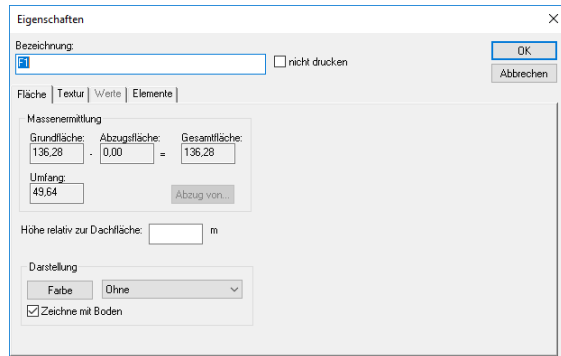 Eigenschaften
Bezeichnung:
F1
nicht drucken
OK
Abbrechen
Fläche Textur Werte Elemente
Massenermittlung
Grundfläche: Abzugsfläche: Gesamtfläche:
136,28 - 0,00 = 136,28
Umfang:
49,64
Abzug von...
Höhe relativ zur Dachfläche: m
Darstellung
Farbe Ohne
Zeichne mit Boden